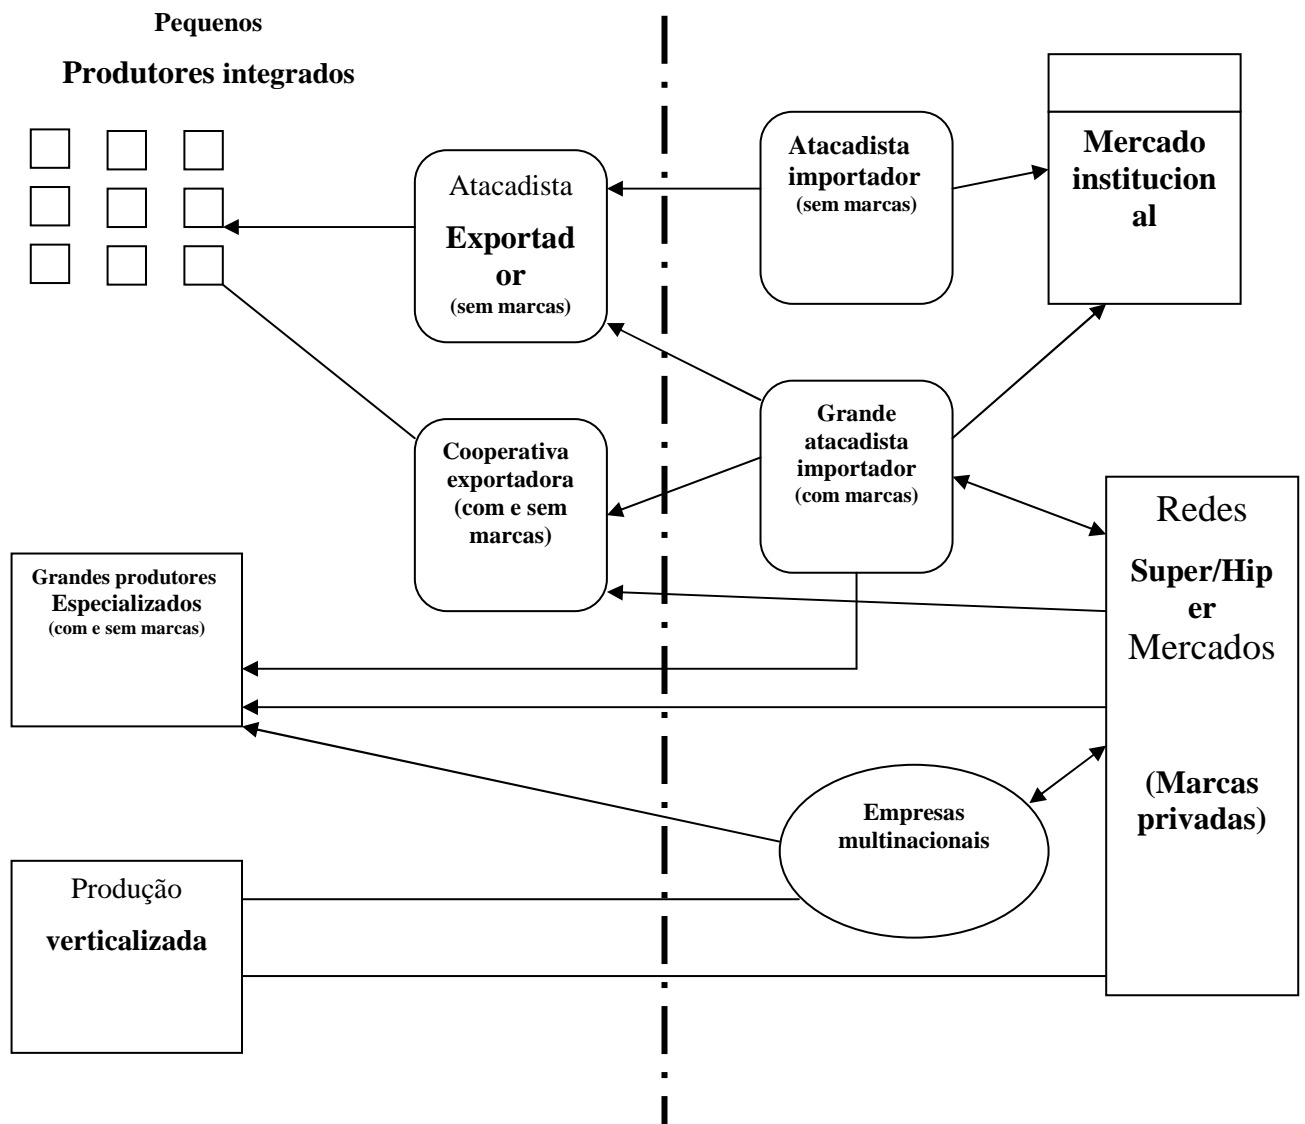 Pequenos
Produtores integrados
Atacadista
Exportad
or
(sem marcas)
Atacadista
importador
(sem marcas)
Mercado
institucion
al
Cooperativa
exportadora
(com e sem
marcas)
Grande
atacadista
importador
(com marcas)
Redes
Super/Hip
er
Mercados
(Marcas
privadas)
Grandes produtores
Especializados
(com e sem marcas)
Empresas
multinacionais
Produção
verticalizada